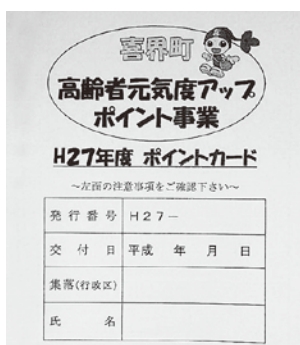 喜界町
高齢者元気度アップ
ポイント事業
H27年度 ポイントカード
~左面の注意事項をご確認下さい~
発行番号 H27-
交付日 平成 年 月 日
集落(行政区)
氏名